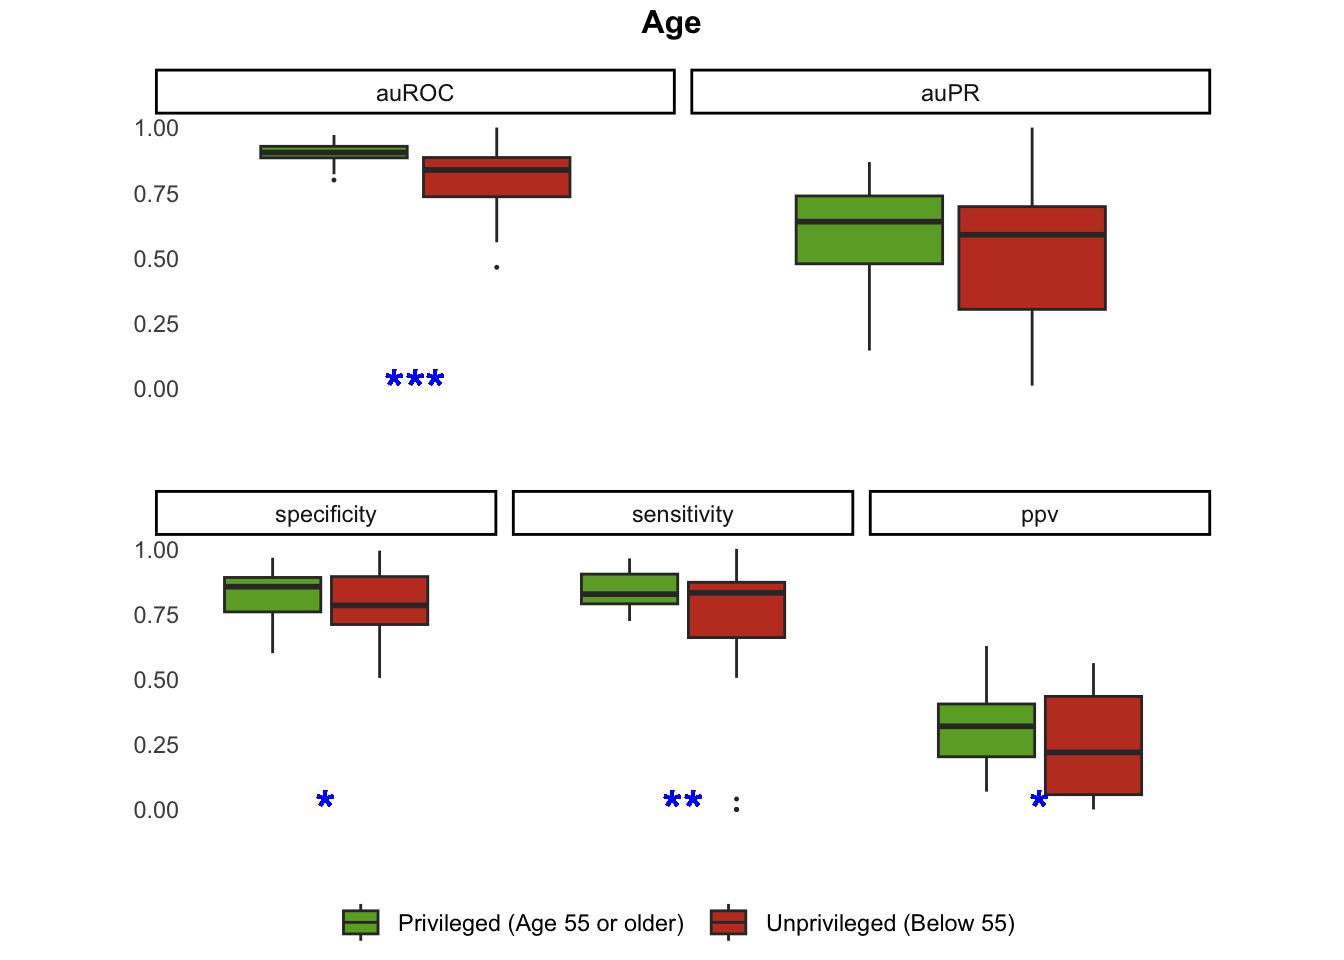 Age
auROC
auPR
1.00
0.75
0.50
0.25
0.00
***
specificity
sensitivity
ppv
1.00
0.75
0.50
0.25
0.00
*
**
*
Privileged (Age 55 or older)
Unprivileged (Below 55)